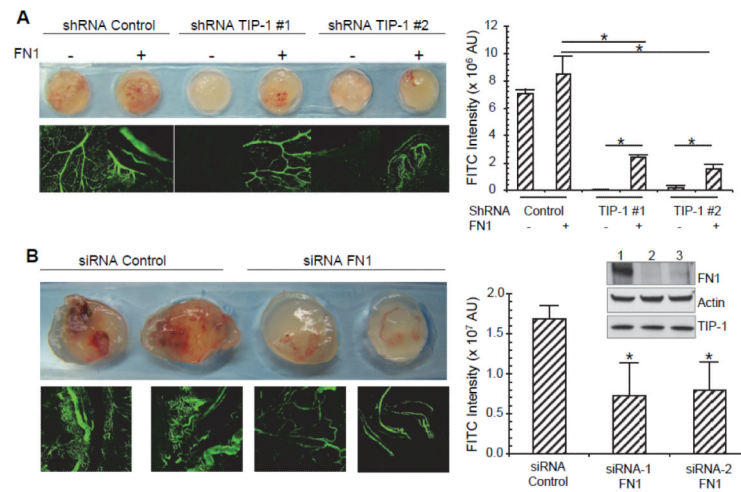 A
shRNA Control shRNA TIP-1 #1 shRNA TIP-1 #2
FN1 - + - + - +
FITC Intensity (x 10⁶ AU)
12
10
8
6
4
2
0
* * * *
ShRNA Control TIP-1 #1 TIP-1 #2
FN1 - + - + - +
B
siRNA Control siRNA FN1
1 2 3
FN1
Actin
TIP-1
FITC Intensity (x 10⁷ AU)
2.0
1.5
1.0
0.5
0.0
* *
siRNA siRNA-1 siRNA-2
Control FN1 FN1